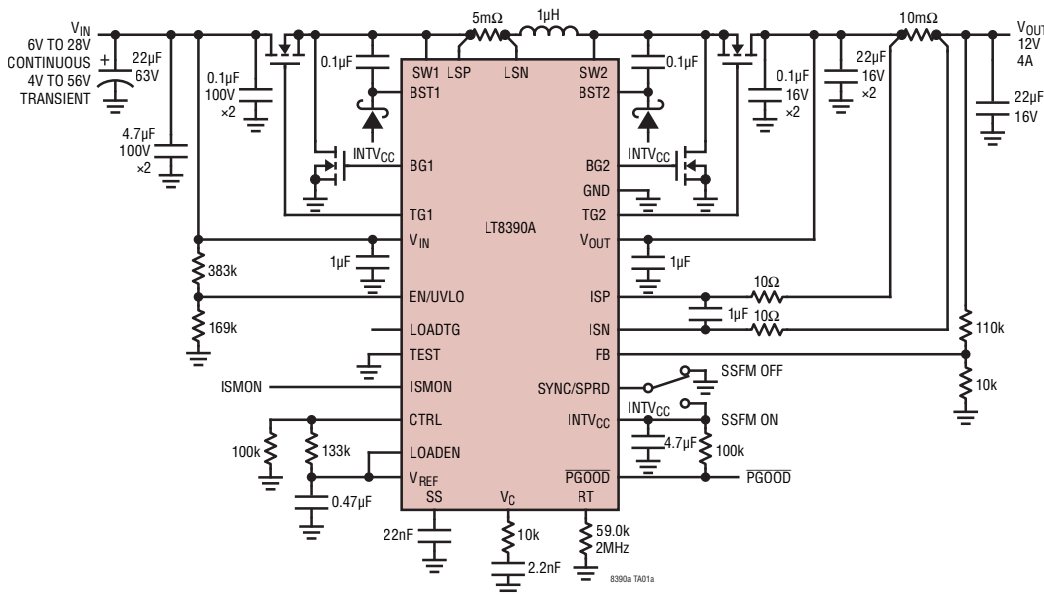 VIN
6V TO 28V
CONTINUOUS
4V TO 56V
TRANSIENT
+
22µF
63V
4.7µF
100V
×2
0.1µF
100V
×2
0.1µF
BST1
INTVCC
5mΩ
1µH
SW1
LSP
LSN
SW2
0.1µF
BST2
INTVCC
0.1µF
16V
×2
22µF
16V
×2
10mΩ
VOUT
12V
4A
22µF
16V
BG1
BG2
GND
TG1
TG2
LT8390A
VIN
VOUT
1µF
1µF
383k
169k
EN/UVLO
ISP
10Ω
1µF
10Ω
ISN
LOADTG
TEST
FB
110k
10k
ISMON
ISMON
SYNC/SPRD
SSFM OFF
INTVCC
SSFM ON
CTRL
INTVCC
4.7µF
100k
100k
133k
LOADEN
VREF
0.47µF
PGOOD
PGOOD
SS
VC
RT
22nF
10k
2.2nF
59.0k
2MHz
8390a TA01a